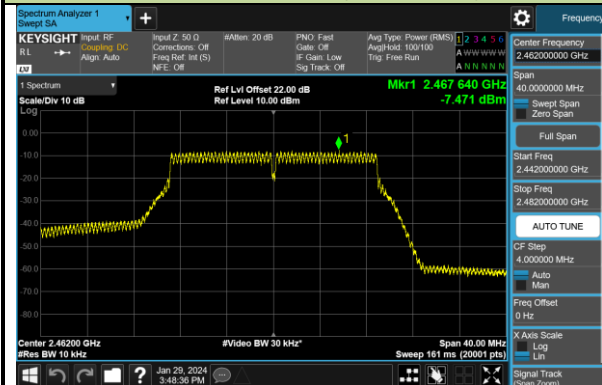 Spectrum Analyzer 1
Swept SA
+
Frequency
KEYSIGHT Input: RF Input Z: 50 Ω #Atten: 20 dB PNO: Fast Avg Type: Power (RMS) 1 2 3 4 5 6
RL Coupling: DC Corrections: Off Gate: Off Avg|Hold: 100/100 A W W W W W
Align: Auto Freq Ref: Int (S) IF Gain: Low Trig: Free Run
NFE: Off Sig Track: Off A N N N N N
LXI
1 Spectrum
Scale/Div 10 dB
Ref Lvl Offset 22.00 dB
Ref Level 10.00 dBm
Mkr1 2.467 640 GHz
-7.471 dBm
Log
0.00
-10.0
-20.0
-30.0
-40.0
-50.0
-60.0
-70.0
-80.0
1
Center 2.46200 GHz #Video BW 30 kHz* Span 40.00 MHz
#Res BW 10 kHz Sweep 161 ms (20001 pts)
Center Frequency
2.462000000 GHz
Span
40.0000000 MHz
Swept Span
Zero Span
Full Span
Start Freq
2.442000000 GHz
Stop Freq
2.482000000 GHz
AUTO TUNE
CF Step
4.000000 MHz
Auto
Man
Freq Offset
0 Hz
X Axis Scale
Log
Lin
Signal Track
(Span Zoom)
?
Jan 29, 2024
3:48:36 PM